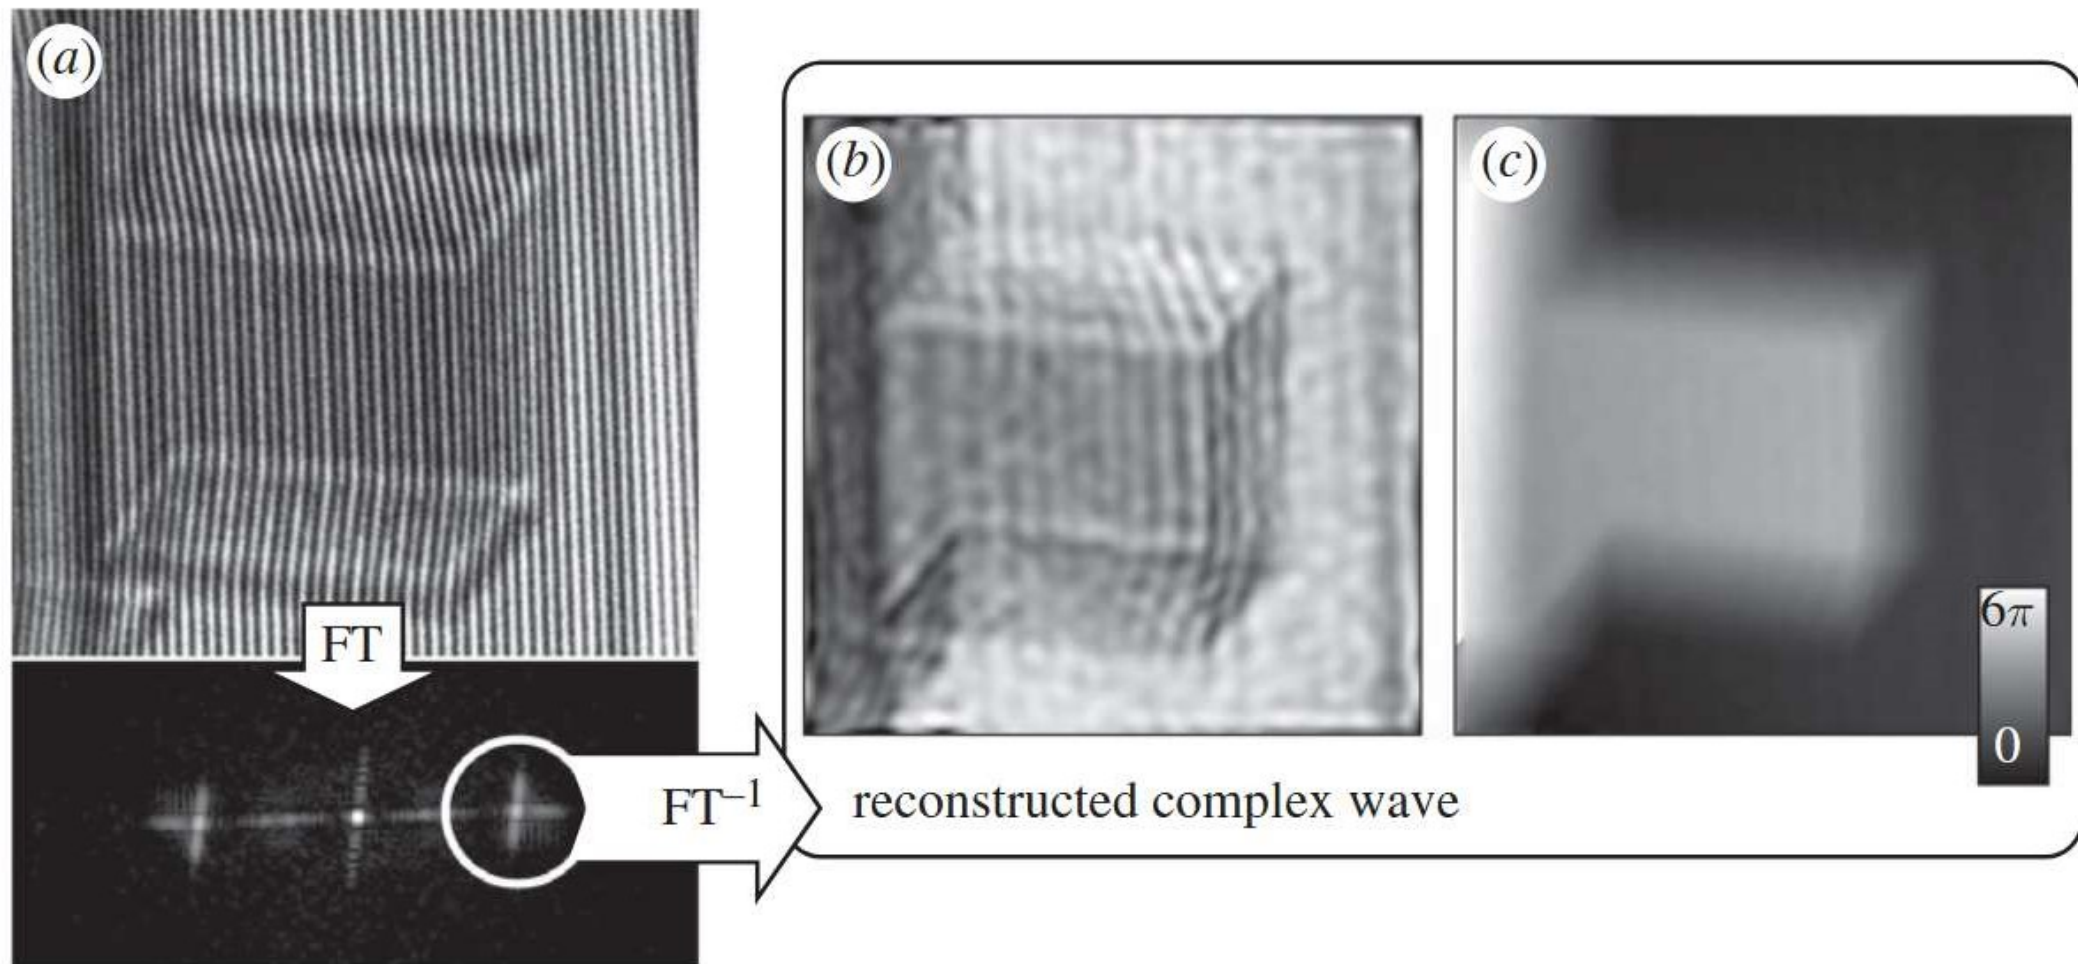 (a)
(b)
(c)
FT
6π
0
FT⁻¹
reconstructed complex wave